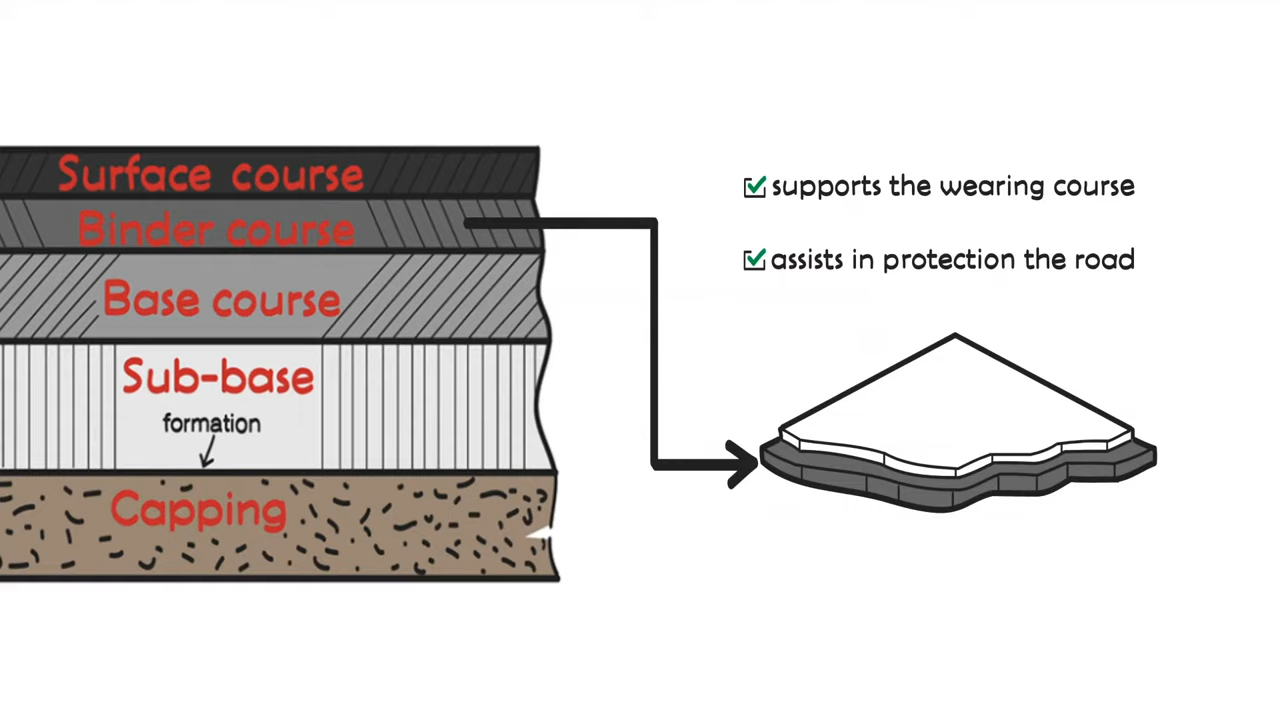 Surface course
Binder course
Base course
Sub-base
formation
Capping
supports the wearing course
assists in protection the road